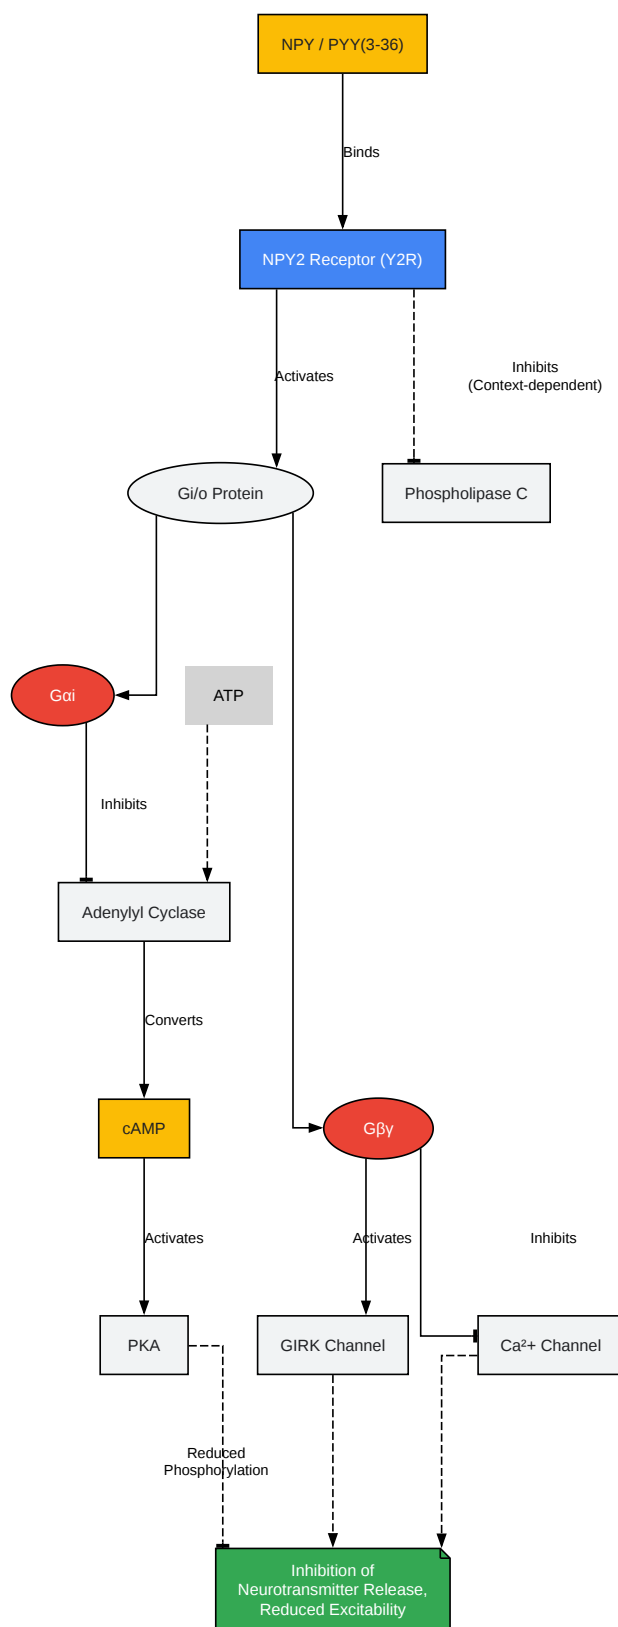 NPY / PYY(3-36)
Binds
NPY2 Receptor (Y2R)
Activates
Inhibits
(Context-dependent)
Gi/o Protein
Phospholipase C
Gαi
ATP
Inhibits
Adenylyl Cyclase
Converts
cAMP
Gβγ
Activates
Activates
Inhibits
PKA
GIRK Channel
Ca²+ Channel
Reduced
Phosphorylation
Inhibition of
Neurotransmitter Release,
Reduced Excitability